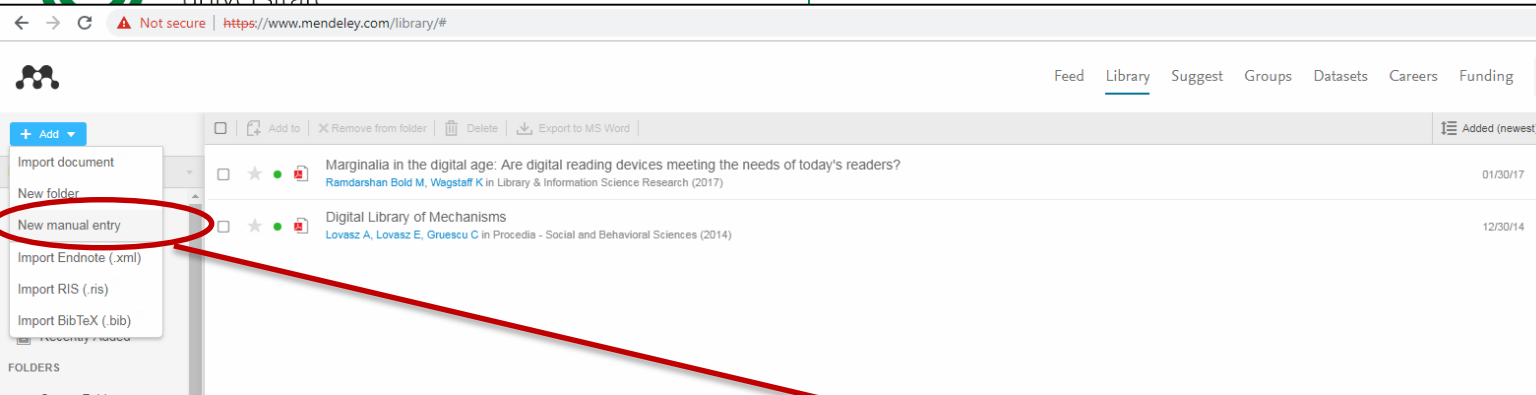 Not secure | https://www.mendeley.com/library/#
Feed Library Suggest Groups Datasets Careers Funding
+ Add
Add to | Remove from folder | Delete | Export to MS Word
Added (newest
Import document
New folder
New manual entry
Import Endnote (.xml)
Import RIS (.ris)
Import BibTeX (.bib)
Recently Added
FOLDERS
Marginalia in the digital age: Are digital reading devices meeting the needs of today's readers?
Ramdarshan Bold M, Wagstaff K in Library & Information Science Research (2017)
01/30/17
Digital Library of Mechanisms
Lovasz A, Lovasz E, Gruescu C in Procedia - Social and Behavioral Sciences (2014)
12/30/14